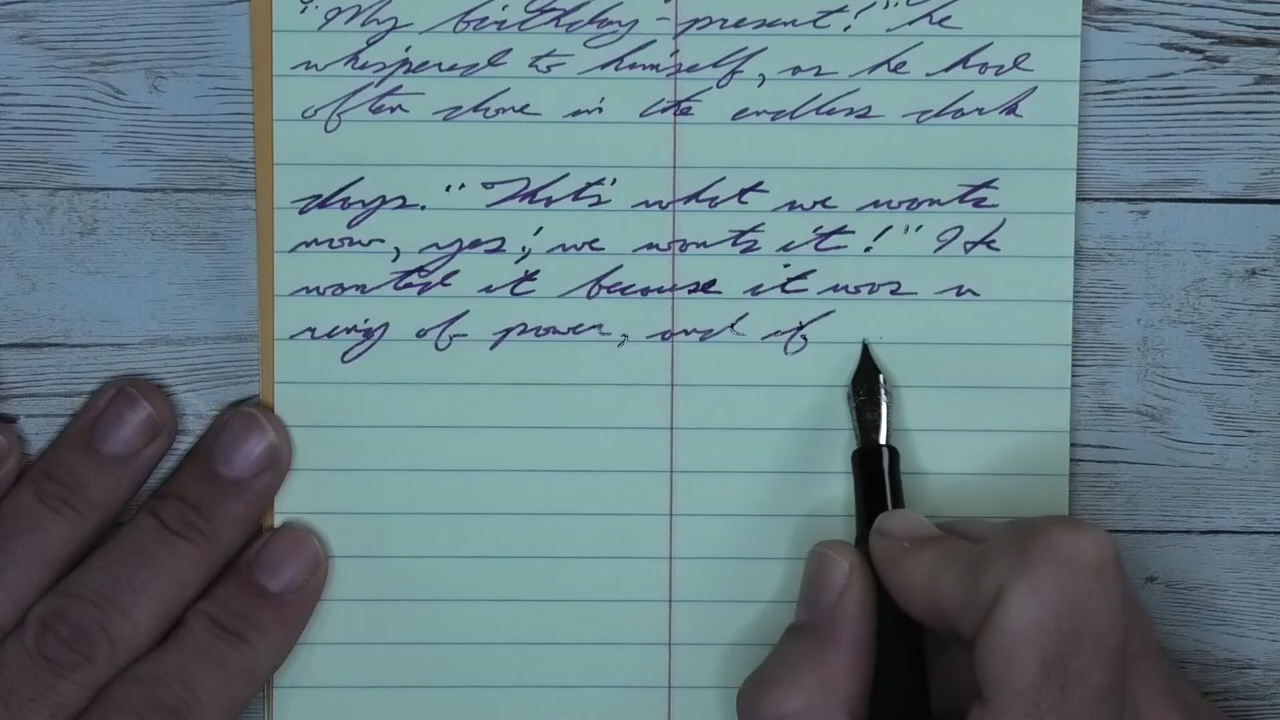 "My birthday-present!" he
whispered to himself, as he had
often done in the endless dark
days. "That's what we wants
now, yes; we wants it!" He
wanted it because it was a
ring of power, and if